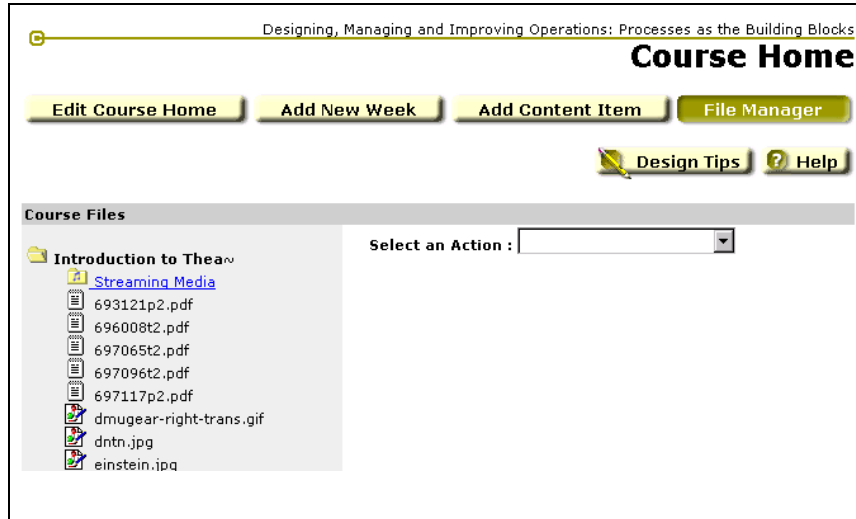 Designing, Managing and Improving Operations: Processes as the Building Blocks
Course Home
Edit Course Home Add New Week Add Content Item File Manager
Design Tips Help
Course Files
Select an Action :
Introduction to Thea~
Streaming Media
693121p2.pdf
696008t2.pdf
697065t2.pdf
697096t2.pdf
697117p2.pdf
dmugear-right-trans.gif
dntn.jpg
einstein.jpg